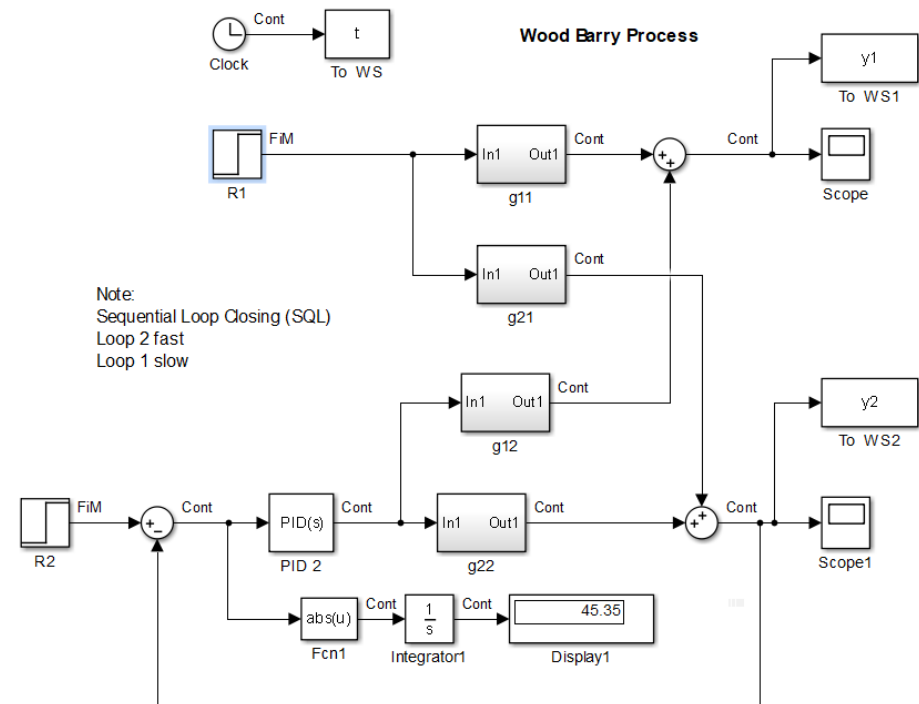 Cont
t
Clock
To WS
Wood Barry Process
y1
To WS1
FiM
R1
In1 Out1
g11
Cont
Cont
Scope
In1 Out1
g21
Cont
Note:
Sequential Loop Closing (SQL)
Loop 2 fast
Loop 1 slow
In1 Out1
g12
Cont
y2
To WS2
FiM
R2
Cont
PID(s)
PID 2
Cont
In1 Out1
g22
Cont
Cont
Scope1
abs(u)
Fcn1
Cont
1
s
Integrator1
Cont
45.35
Display1